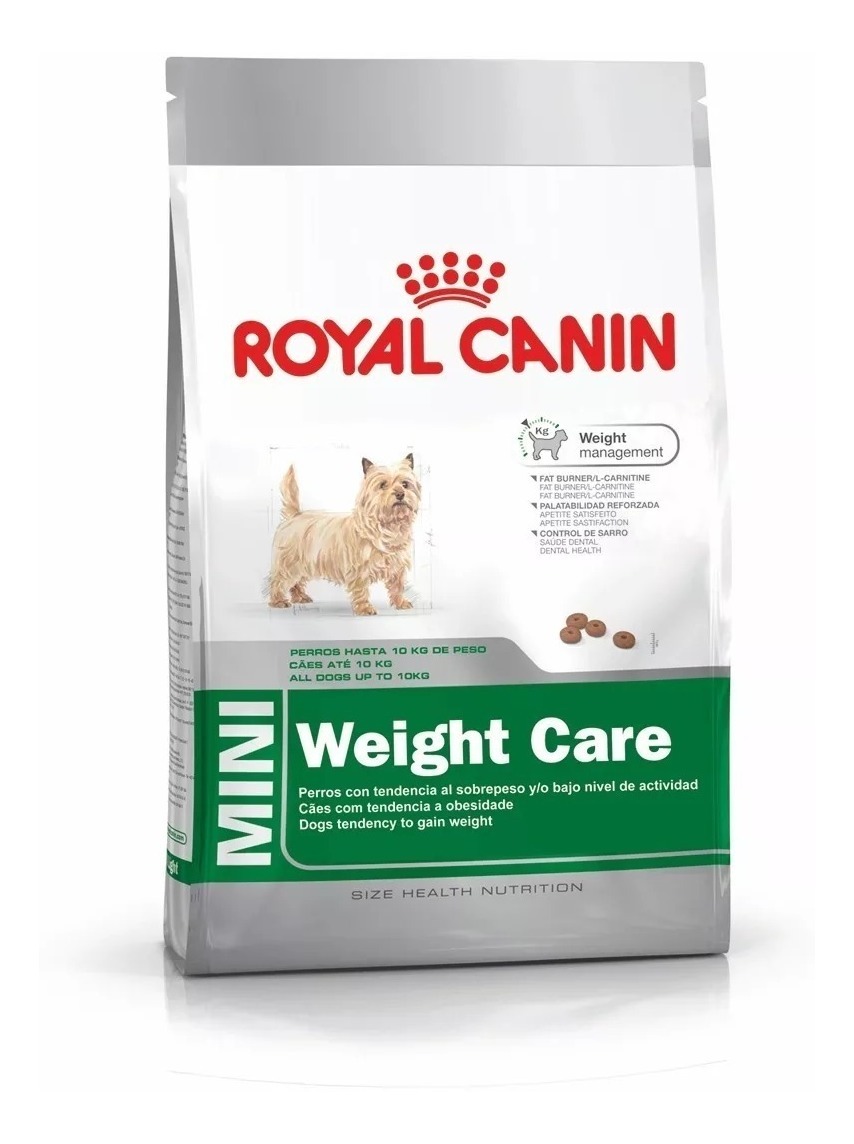 ROYAL CANIN
Kg
Weight
management
FAT BURNER/L-CARNITINE
FAT BURNER/L-CARNITINE
FAT BURNER/L-CARNITINE
PALATABILIDAD REFORZADA
APETITE SATISFEITO
APETITE SASTIFACTION
CONTROL DE SARRO
SAÚDE DENTAL
DENTAL HEALTH
PERROS HASTA 10 KG DE PESO
CÃES ATÉ 10 KG
ALL DOGS UP TO 10KG
MINI
Weight Care
Perros con tendencia al sobrepeso y/o bajo nivel de actividad
Cães com tendencia a obesidade
Dogs tendency to gain weight
SIZE HEALTH NUTRITION